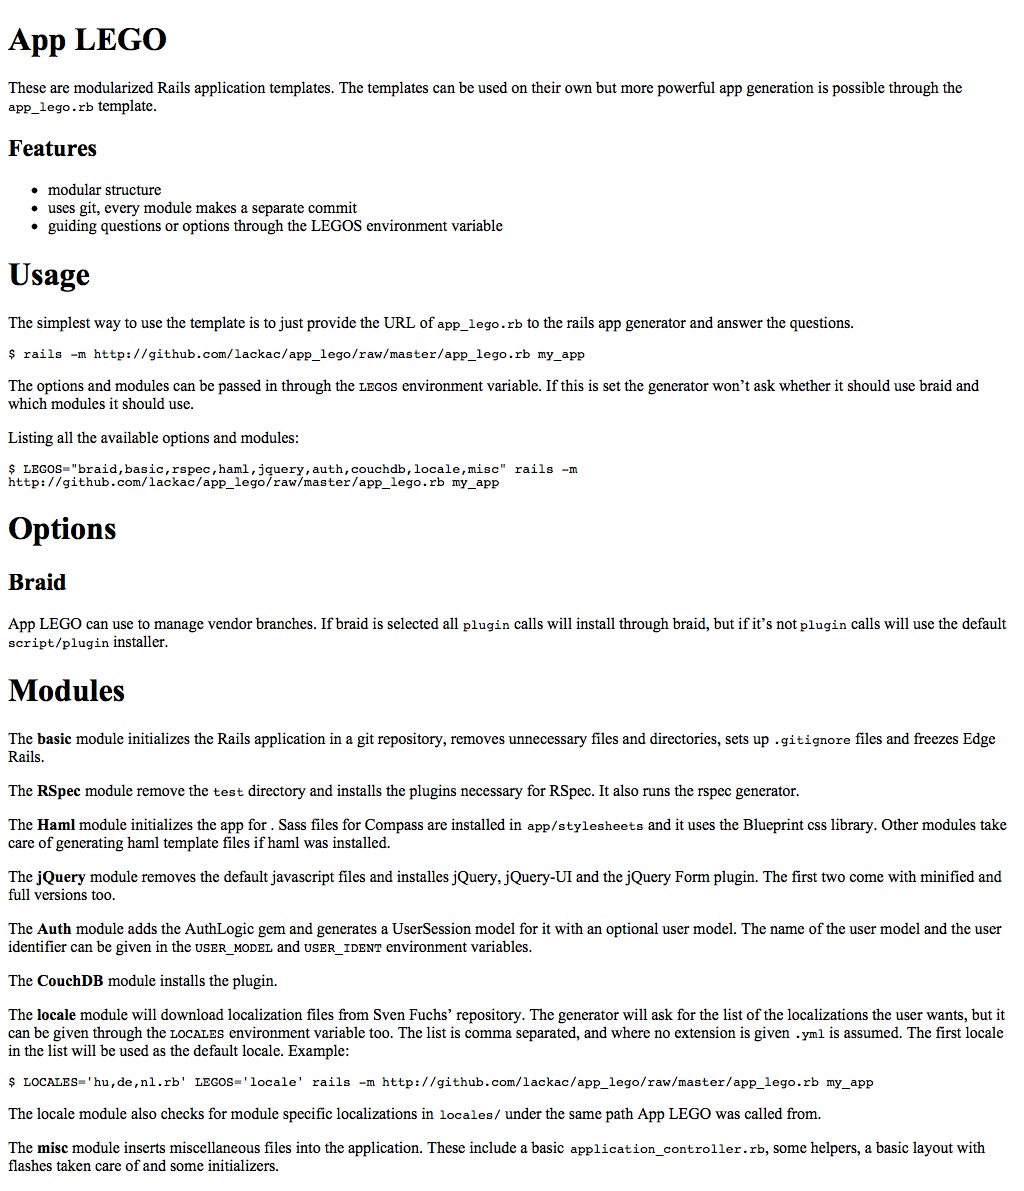 App LEGO
These are modularized Rails application templates. The templates can be used on their own but more powerful app generation is possible through the
app_lego.rb template.
Features
• modular structure
• uses git, every module makes a separate commit
• guiding questions or options through the LEGOS environment variable
Usage
The simplest way to use the template is to just provide the URL of app_lego.rb to the rails app generator and answer the questions.
$ rails -m http://github.com/lackac/app_lego/raw/master/app_lego.rb my_app
The options and modules can be passed in through the LEGOS environment variable. If this is set the generator won’t ask whether it should use braid and
which modules it should use.
Listing all the available options and modules:
$ LEGOS="braid,basic,rspec,haml,jquery,auth,couchdb,locale,misc" rails -m
http://github.com/lackac/app_lego/raw/master/app_lego.rb my_app
Options
Braid
App LEGO can use to manage vendor branches. If braid is selected all plugin calls will install through braid, but if it’s not plugin calls will use the default
script/plugin installer.
Modules
The basic module initializes the Rails application in a git repository, removes unnecessary files and directories, sets up .gitignore files and freezes Edge
Rails.
The RSpec module remove the test directory and installs the plugins necessary for RSpec. It also runs the rspec generator.
The Haml module initializes the app for . Sass files for Compass are installed in app/stylesheets and it uses the Blueprint css library. Other modules take
care of generating haml template files if haml was installed.
The jQuery module removes the default javascript files and installes jQuery, jQuery-UI and the jQuery Form plugin. The first two come with minified and
full versions too.
The Auth module adds the AuthLogic gem and generates a UserSession model for it with an optional user model. The name of the user model and the user
identifier can be given in the USER_MODEL and USER_IDENT environment variables.
The CouchDB module installs the plugin.
The locale module will download localization files from Sven Fuchs’ repository. The generator will ask for the list of the localizations the user wants, but it
can be given through the LOCALES environment variable too. The list is comma separated, and where no extension is given .yml is assumed. The first locale
in the list will be used as the default locale. Example:
$ LOCALES='hu,de,nl.rb' LEGOS='locale' rails -m http://github.com/lackac/app_lego/raw/master/app_lego.rb my_app
The locale module also checks for module specific localizations in locales/ under the same path App LEGO was called from.
The misc module inserts miscellaneous files into the application. These include a basic application_controller.rb, some helpers, a basic layout with
flashes taken care of and some initializers.